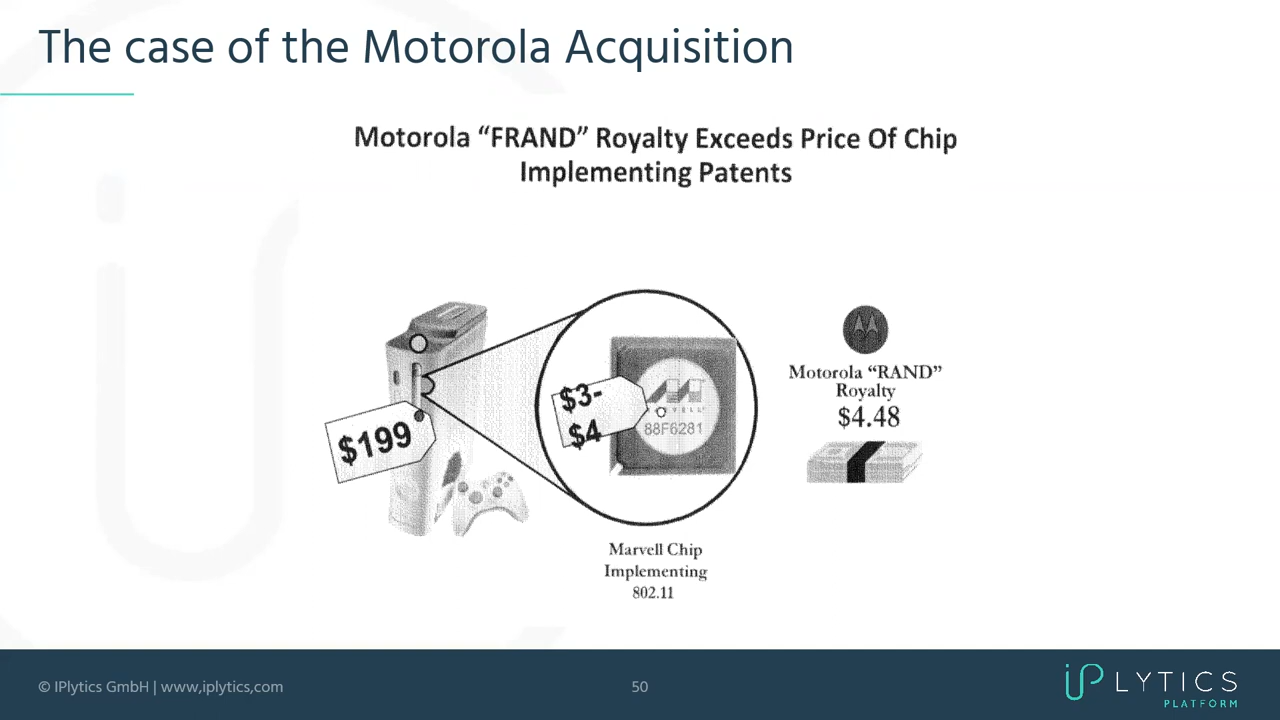 The case of the Motorola Acquisition
Motorola “FRAND” Royalty Exceeds Price Of Chip
Implementing Patents
$199
$3-
$4
88F6281
Motorola “RAND”
Royalty
$4.48
Marvell Chip
Implementing
802.11
© IPlytics GmbH | www,iplytics,com
50
iPLYTICS
PLATFORM